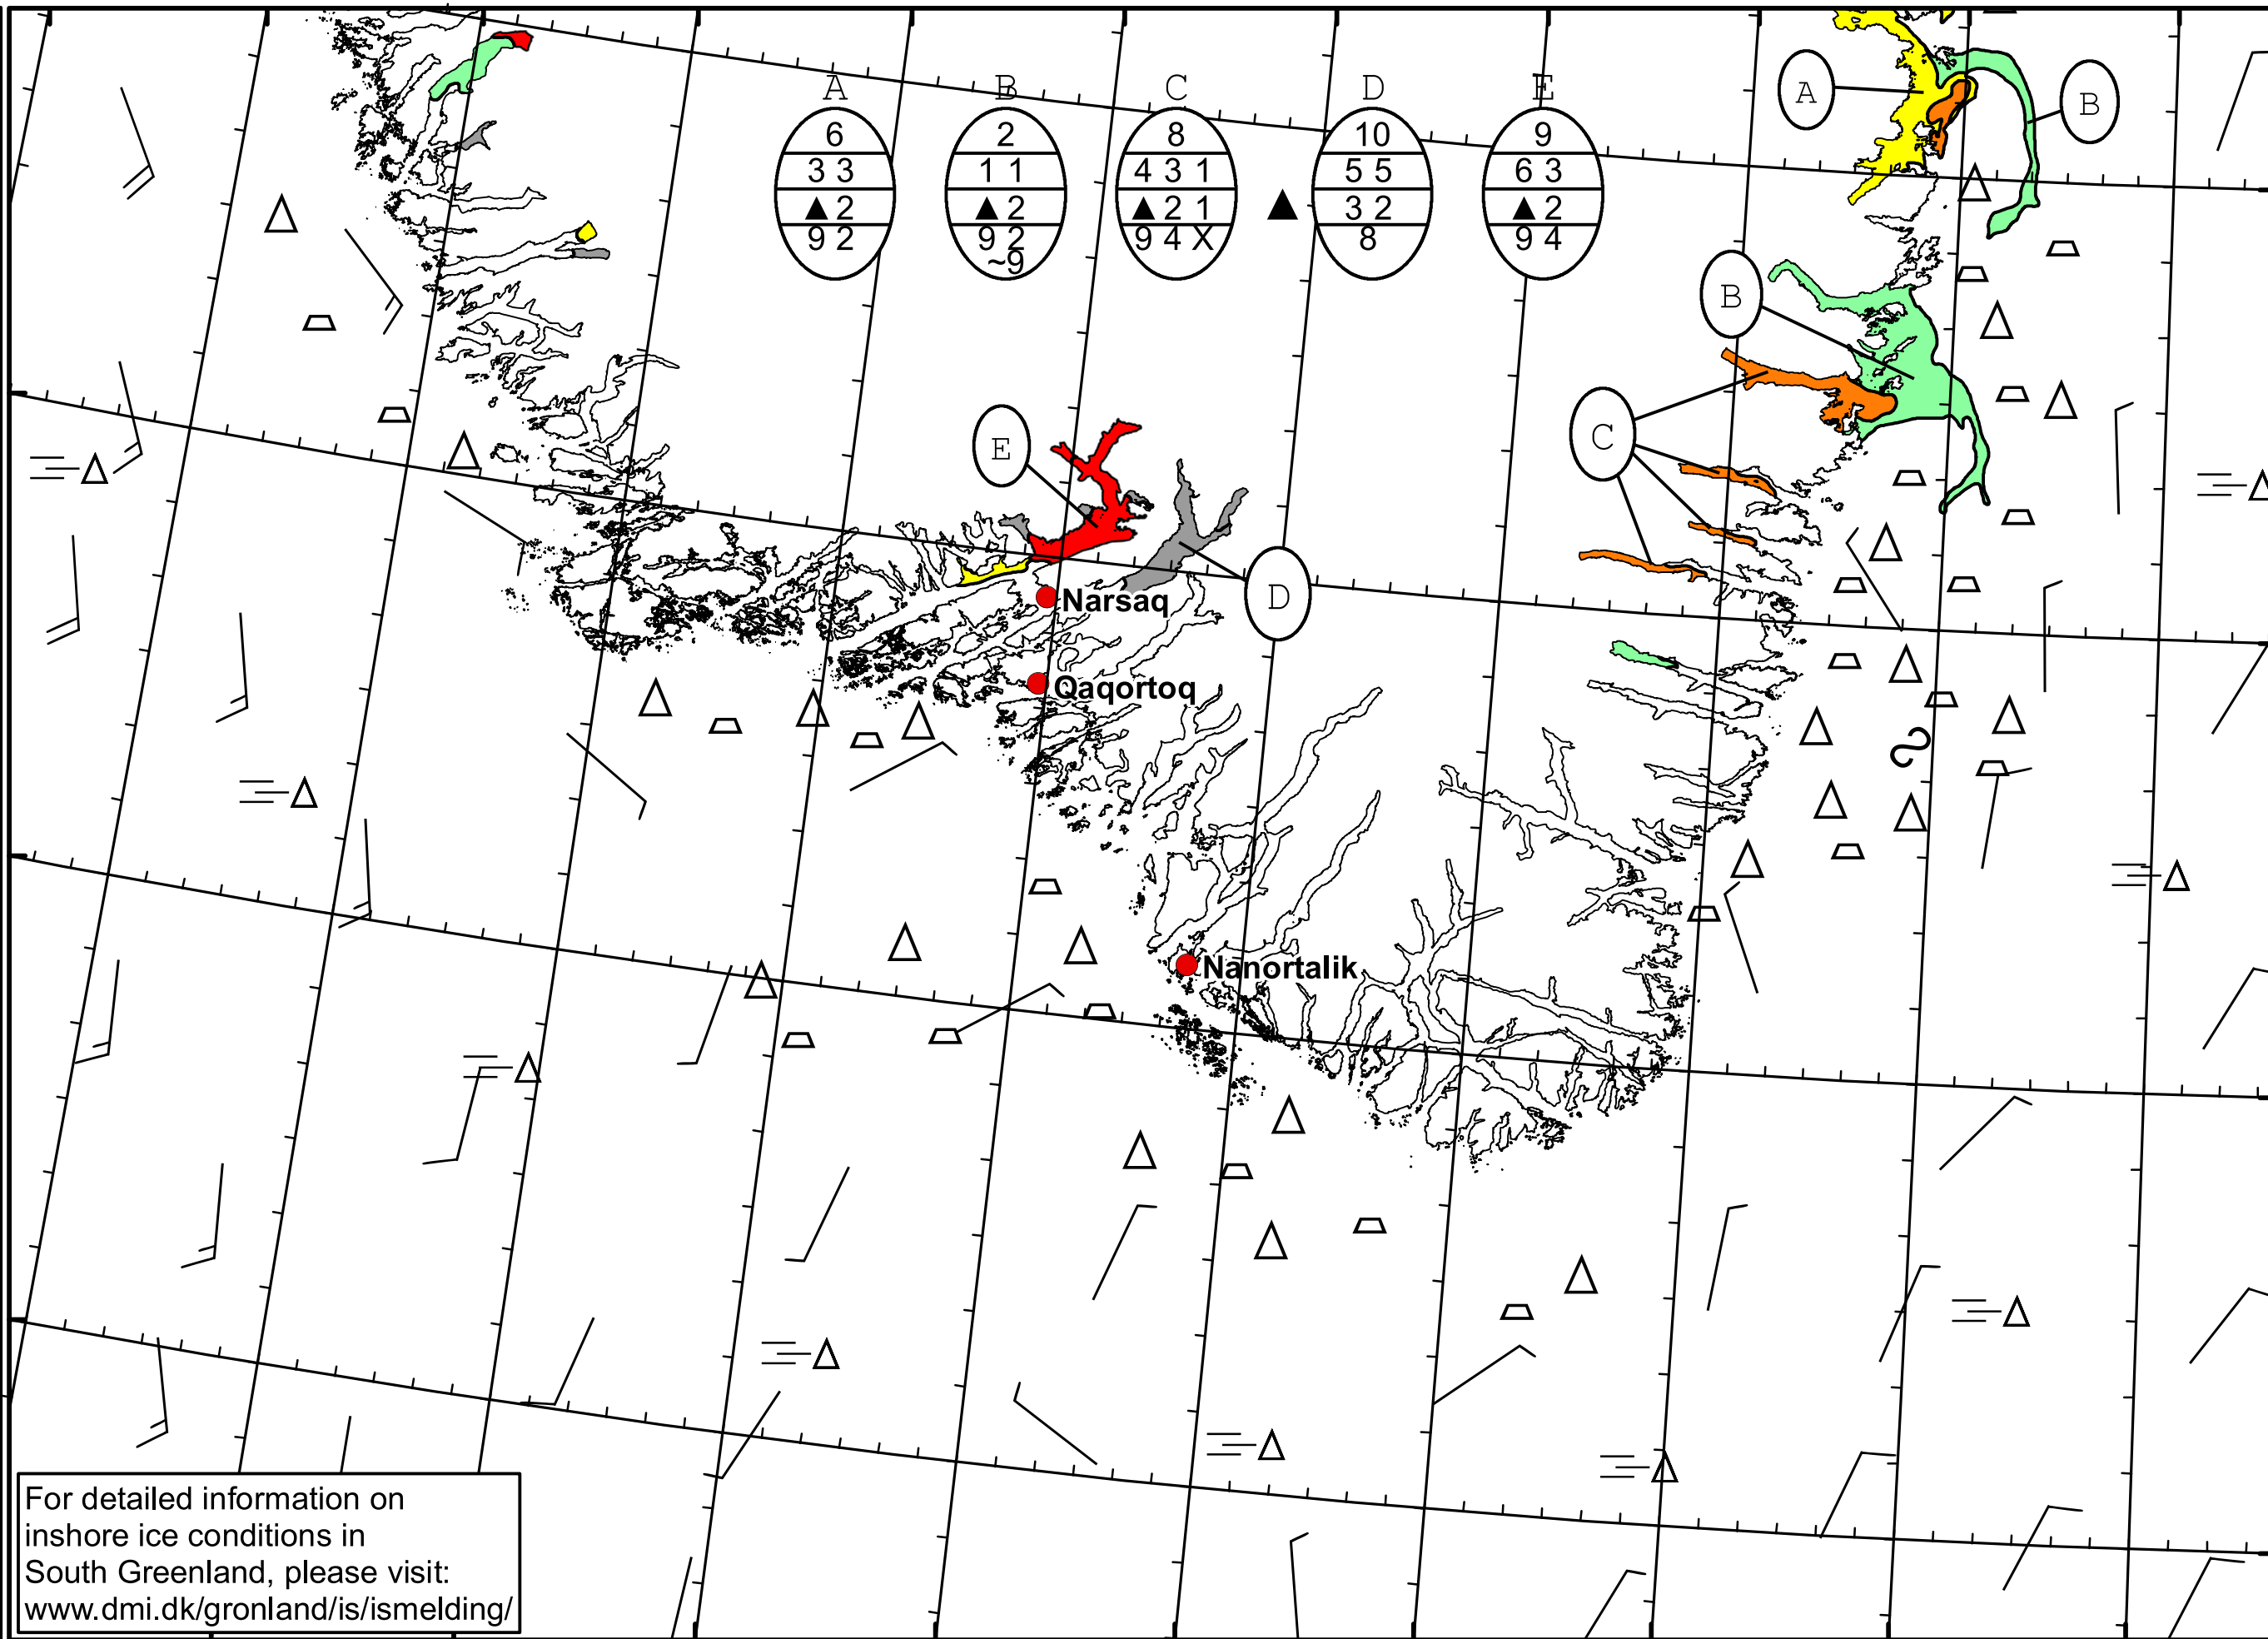 A B C D E
6 2 8 10 9
3 3 1 1 4 3 1 5 5 6 3
▲ 2 ▲ 2 ▲ 2 1 ▲ 3 2 ▲ 2
9 2 9 2 9 4 X 8 9 4
~9
A
B
B
C
E
D
Narsaq
Qaqortoq
Nanortalik
For detailed information on
inshore ice conditions in
South Greenland, please visit:
www.dmi.dk/gronland/is/ismelding/